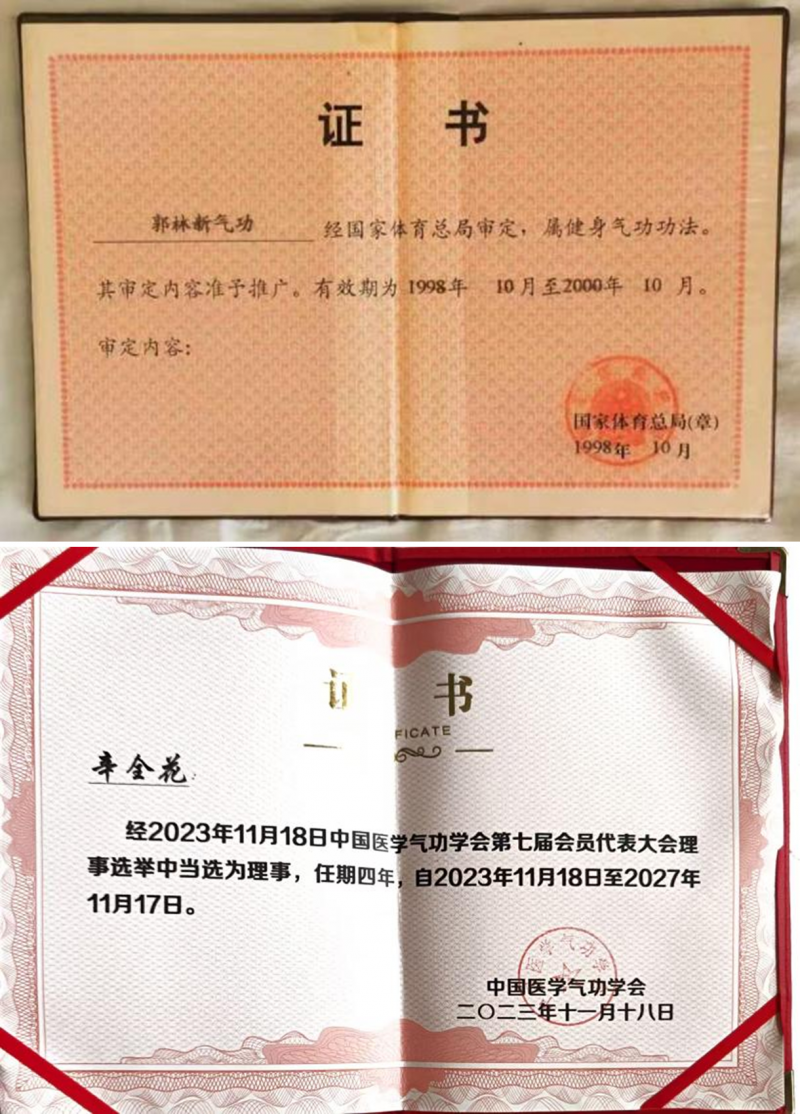 证 书
郭林新气功 经国家体育总局审定，属健身气功功法。
其审定内容准予推广。有效期为1998年 10月至2000年 10 月。
审定内容：
国家体育总局(章)
1998年 10月
证 书
FICATE
辛全花：
经2023年11月18日中国医学气功学会第七届会员代表大会理
事选举中当选为理事，任期四年，自2023年11月18日至2027年
11月17日。
医学气功学
中国医学气功学会
二〇二三年十一月十八日